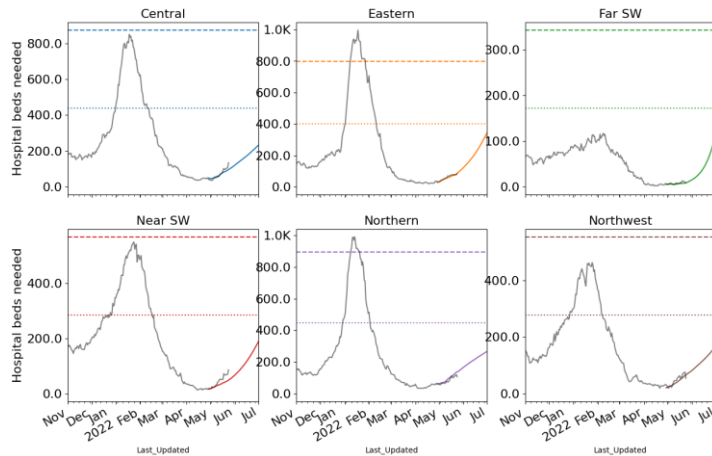 Central
Eastern
Far SW
Hospital beds needed
800.0
600.0
400.0
200.0
0.0
1.0K
800.0
600.0
400.0
200.0
0.0
300.0
200.0
100.0
0.0
Near SW
Northern
Northwest
Hospital beds needed
400.0
200.0
0.0
1.0K
800.0
600.0
400.0
200.0
0.0
400.0
200.0
0.0
Nov Dec Jan 2022 Feb Mar Apr May Jun Jul
Nov Dec Jan 2022 Feb Mar Apr May Jun Jul
Nov Dec Jan 2022 Feb Mar Apr May Jun Jul
Last_Updated
Last_Updated
Last_Updated